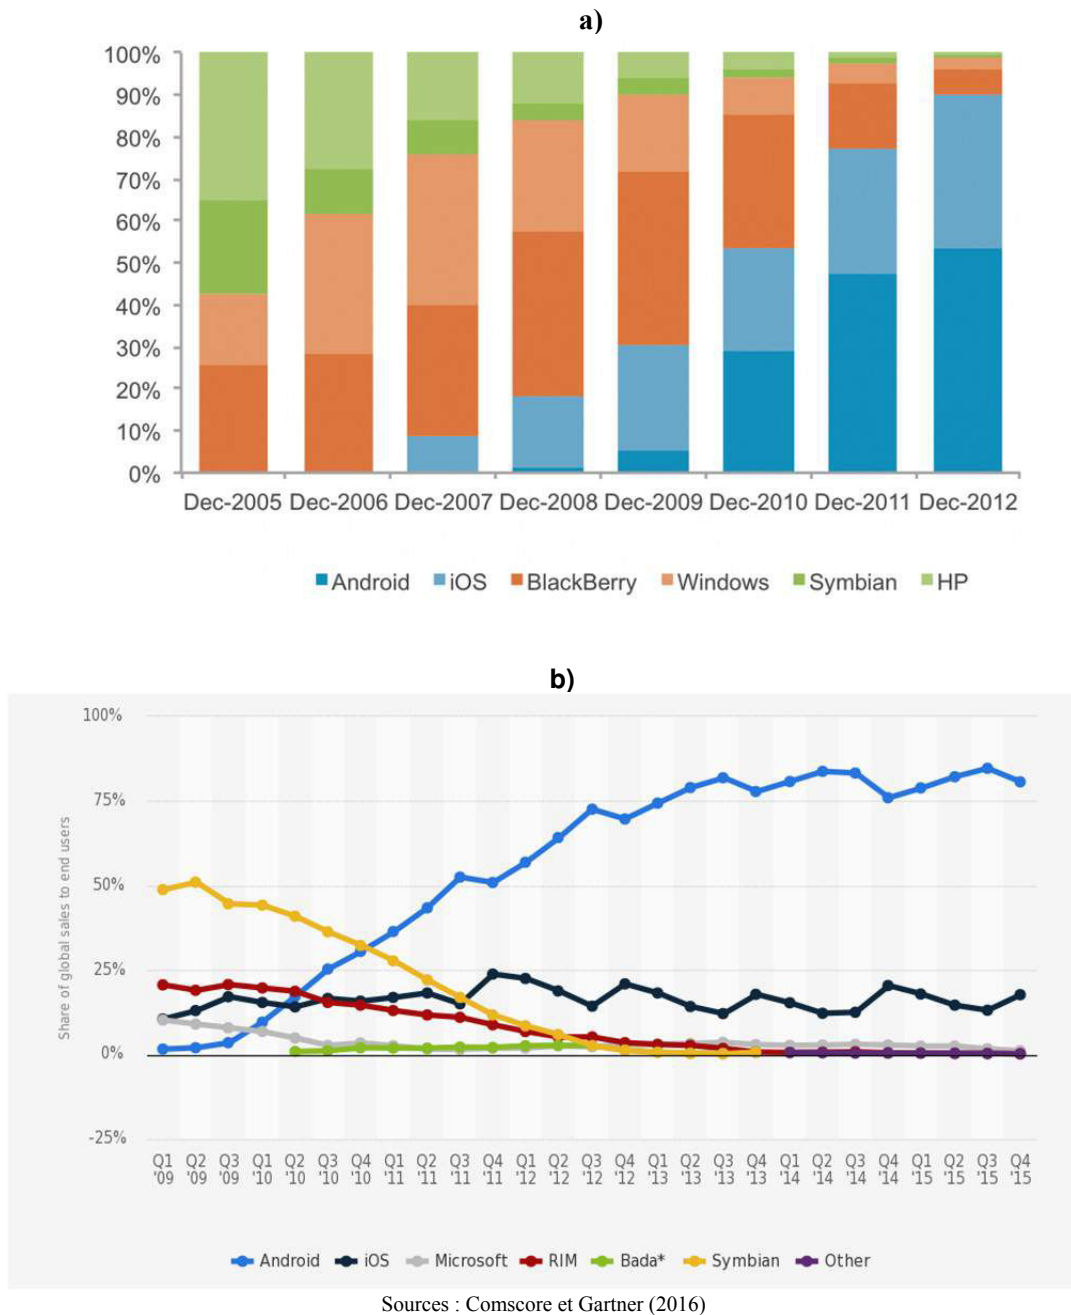 a)
100%
90%
80%
70%
60%
50%
40%
30%
20%
10%
0%
Dec-2005 Dec-2006 Dec-2007 Dec-2008 Dec-2009 Dec-2010 Dec-2011 Dec-2012
Android iOS BlackBerry Windows Symbian HP
b)
Share of global sales to end users
100%
75%
50%
25%
0%
-25%
Q1 Q2 Q3 Q1 Q2 Q3 Q4 Q1 Q2 Q3 Q4 Q1 Q2 Q3 Q4 Q1 Q2 Q3 Q4 Q1 Q2 Q3 Q4 Q1 Q2 Q3 Q4
'09 '09 '09 '10 '10 '10 '10 '11 '11 '11 '11 '12 '12 '12 '12 '13 '13 '13 '13 '14 '14 '14 '14 '15 '15 '15 '15
Android iOS Microsoft RIM Bada* Symbian Other
Sources : Comscore et Gartner (2016)